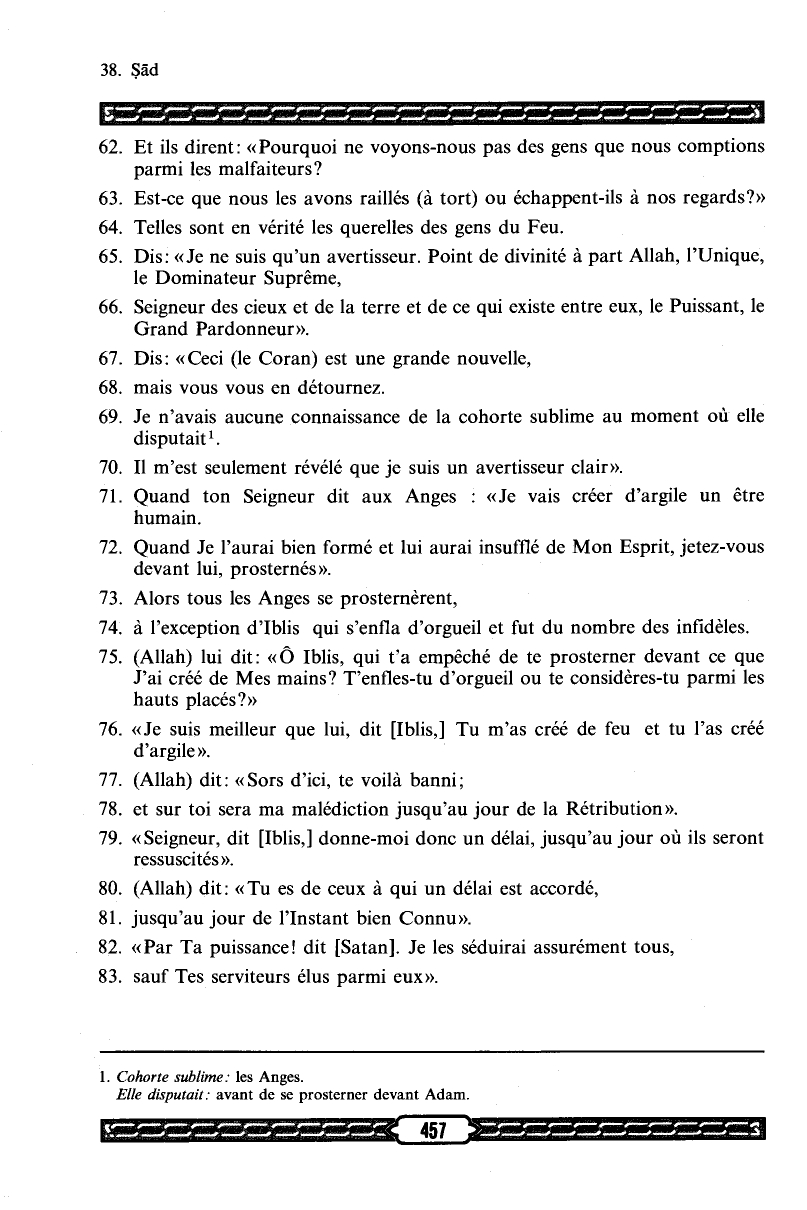 38. Ṣād
62. Et ils dirent: «Pourquoi ne voyons-nous pas des gens que nous comptions
parmi les malfaiteurs?
63. Est-ce que nous les avons raillés (à tort) ou échappent-ils à nos regards?»
64. Telles sont en vérité les querelles des gens du Feu.
65. Dis: «Je ne suis qu'un avertisseur. Point de divinité à part Allah, l'Unique,
le Dominateur Suprême,
66. Seigneur des cieux et de la terre et de ce qui existe entre eux, le Puissant, le
Grand Pardonneur».
67. Dis: «Ceci (le Coran) est une grande nouvelle,
68. mais vous vous en détournez.
69. Je n'avais aucune connaissance de la cohorte sublime au moment où elle
disputait¹.
70. Il m'est seulement révélé que je suis un avertisseur clair».
71. Quand ton Seigneur dit aux Anges : «Je vais créer d'argile un être
humain.
72. Quand Je l'aurai bien formé et lui aurai insufflé de Mon Esprit, jetez-vous
devant lui, prosternés».
73. Alors tous les Anges se prosternèrent,
74. à l'exception d'Iblis qui s'enfla d'orgueil et fut du nombre des infidèles.
75. (Allah) lui dit: «Ô Iblis, qui t'a empêché de te prosterner devant ce que
J'ai créé de Mes mains? T'enfles-tu d'orgueil ou te considères-tu parmi les
hauts placés?»
76. «Je suis meilleur que lui, dit [Iblis,] Tu m'as créé de feu et tu l'as créé
d'argile».
77. (Allah) dit: «Sors d'ici, te voilà banni;
78. et sur toi sera ma malédiction jusqu'au jour de la Rétribution».
79. «Seigneur, dit [Iblis,] donne-moi donc un délai, jusqu'au jour où ils seront
ressuscités».
80. (Allah) dit: «Tu es de ceux à qui un délai est accordé,
81. jusqu'au jour de l'Instant bien Connu».
82. «Par Ta puissance! dit [Satan]. Je les séduirai assurément tous,
83. sauf Tes serviteurs élus parmi eux».
1. Cohorte sublime: les Anges.
Elle disputait: avant de se prosterner devant Adam.
457